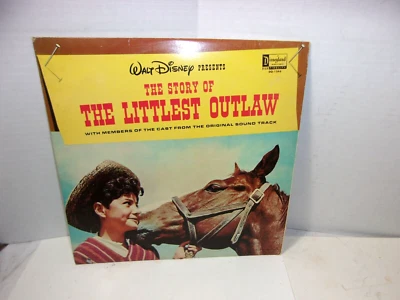 WALT DISNEY PRESENTS
THE STORY OF
THE LITTLEST OUTLAW
WITH MEMBERS OF THE CAST FROM THE ORIGINAL SOUND TRACK
Disneyland